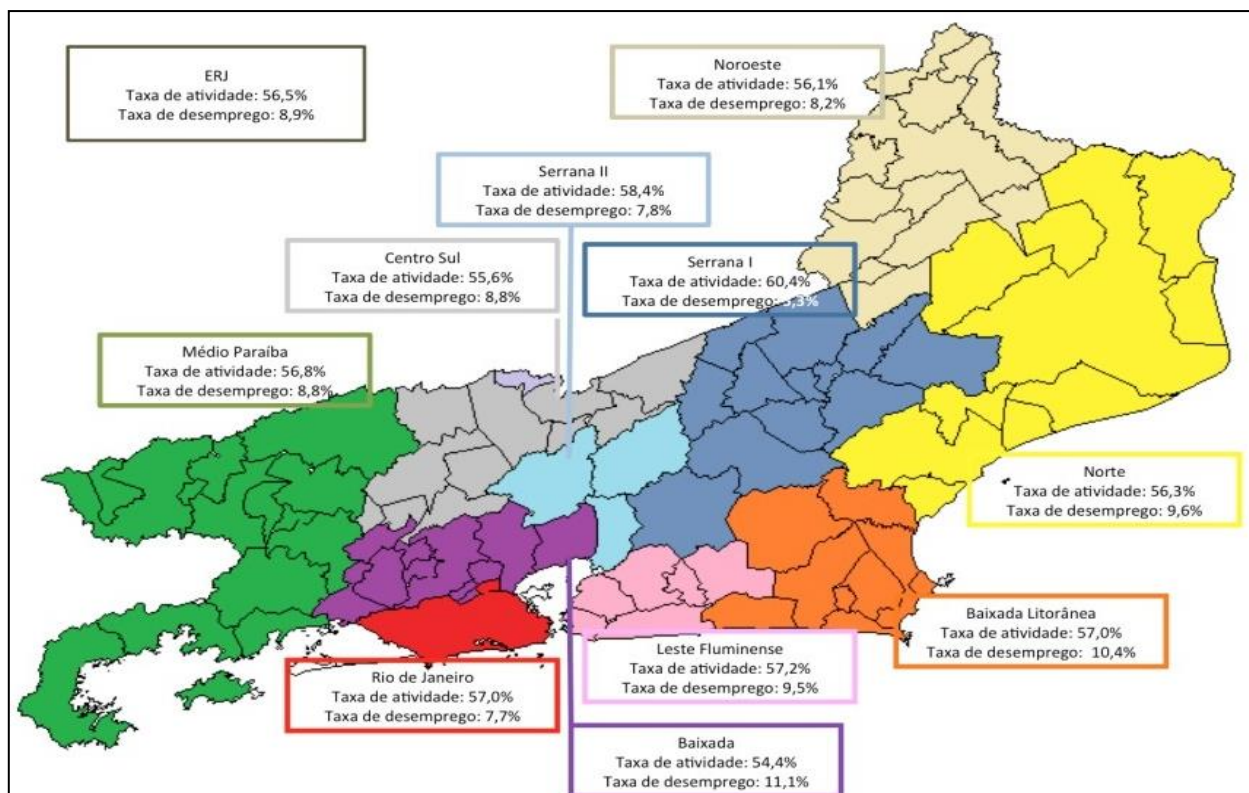 ERJ
Taxa de atividade: 56,5%
Taxa de desemprego: 8,9%
Noroeste
Taxa de atividade: 56,1%
Taxa de desemprego: 8,2%
Serrana II
Taxa de atividade: 58,4%
Taxa de desemprego: 7,8%
Centro Sul
Taxa de atividade: 55,6%
Taxa de desemprego: 8,8%
Serrana I
Taxa de atividade: 60,4%
Taxa de desemprego:
Médio Paraíba
Taxa de atividade: 56,8%
Taxa de desemprego: 8,8%
Norte
Taxa de atividade: 56,3%
Taxa de desemprego: 9,6%
Baixada Litorânea
Taxa de atividade: 57,0%
Taxa de desemprego: 10,4%
Leste Fluminense
Taxa de atividade: 57,2%
Taxa de desemprego: 9,5%
Rio de Janeiro
Taxa de atividade: 57,0%
Taxa de desemprego: 7,7%
Baixada
Taxa de atividade: 54,4%
Taxa de desemprego: 11,1%